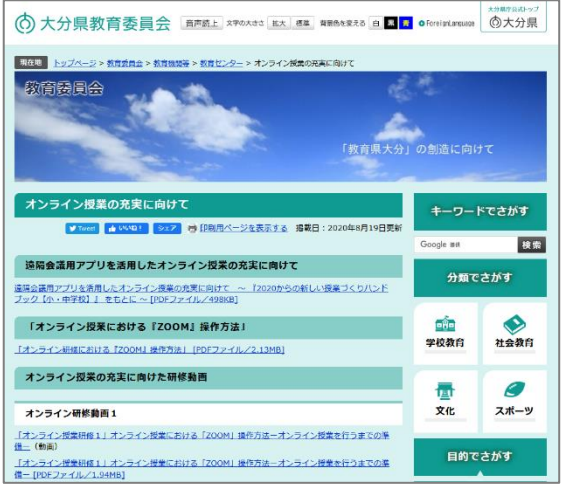 大分県教育委員会
音声読上 文字の大きさ 拡大 標準 背景色を変える 白 黒 青 ForeignLanguage
大分県庁公式トップ
大分県
現在地 トップページ > 教育委員会 > 教育機関等 > 教育センター > オンライン授業の充実に向けて
教育委員会
「教育県大分」の創造に向けて
オンライン授業の充実に向けて
Tweet いいね! シェア 印刷用ページを表示する 掲載日:2020年8月19日更新
遠隔会議用アプリを活用したオンライン授業の充実に向けて
遠隔会議用アプリを活用したオンライン授業の充実に向けて ~ 『2020からの新しい授業づくりハンド
ブック【小・中学校】』 をもとに ~ [PDFファイル/498KB]
「オンライン授業における『ZOOM』操作方法」
「オンライン研修における『ZOOM』操作方法」 [PDFファイル/2.13MB]
オンライン授業の充実に向けた研修動画
オンライン研修動画1
「オンライン授業研修1」オンライン授業における「ZOOM」操作方法ーオンライン授業を行うまでの準
備ー (動画)
「オンライン授業研修1」オンライン授業における「ZOOM」操作方法ーオンライン授業を行うまでの準
備ー [PDFファイル/1.94MB]
キーワードでさがす
Google 検索
分類でさがす
学校教育 社会教育
文化 スポーツ
目的でさがす